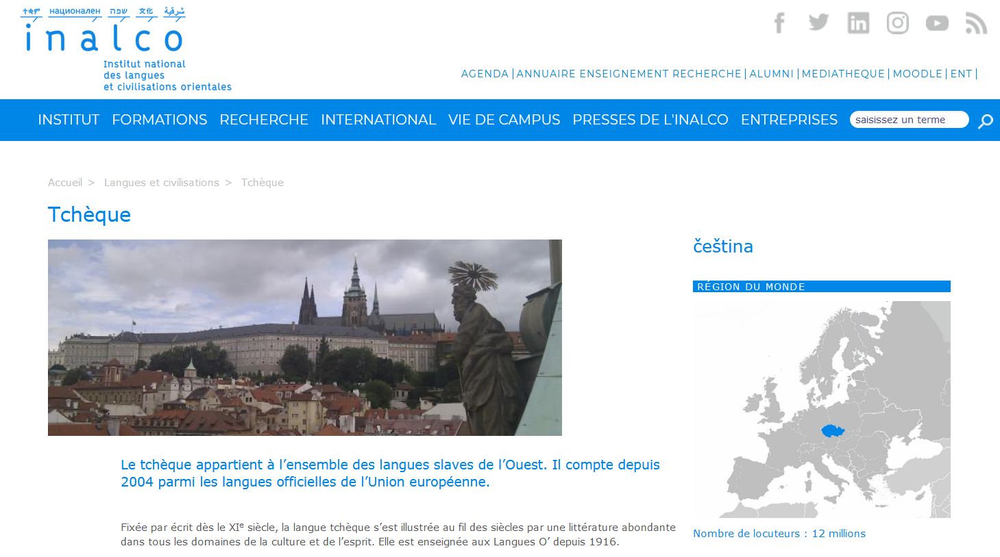 ተቋም национален שפה 文化 شرقية
inalco
Institut national
des langues
et civilisations orientales
AGENDA | ANNUAIRE ENSEIGNEMENT RECHERCHE | ALUMNI | MEDIATHEQUE | MOODLE | ENT |
INSTITUT FORMATIONS RECHERCHE INTERNATIONAL VIE DE CAMPUS PRESSES DE L'INALCO ENTREPRISES saisissez un terme
Accueil > Langues et civilisations > Tchèque
Tchèque
čeština
RÉGION DU MONDE
Le tchèque appartient à l’ensemble des langues slaves de l’Ouest. Il compte depuis
2004 parmi les langues officielles de l’Union européenne.
Fixée par écrit dès le XIe siècle, la langue tchèque s’est illustrée au fil des siècles par une littérature abondante
dans tous les domaines de la culture et de l’esprit. Elle est enseignée aux Langues O’ depuis 1916.
Nombre de locuteurs : 12 millions